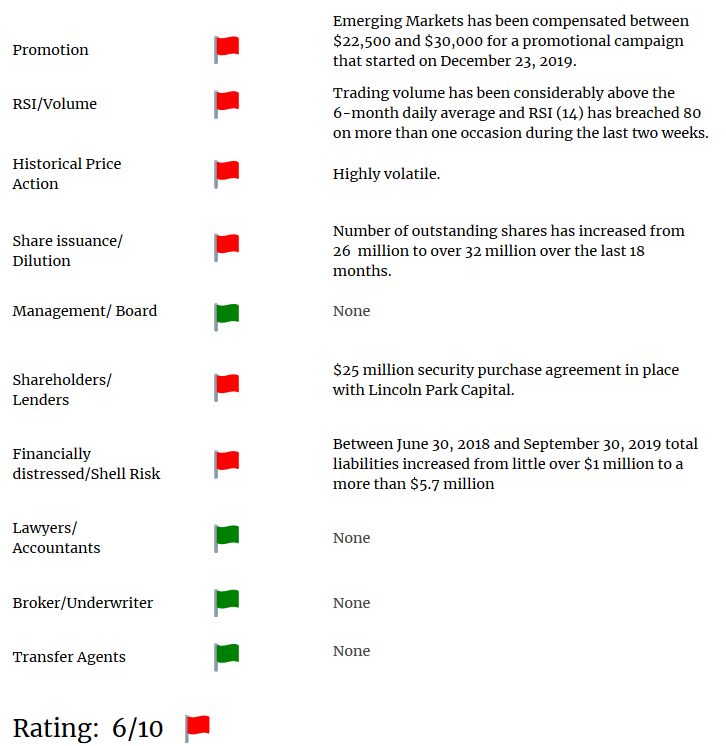 Promotion
Emerging Markets has been compensated between
$22,500 and $30,000 for a promotional campaign
that started on December 23, 2019.
RSI/Volume
Trading volume has been considerably above the
6-month daily average and RSI (14) has breached 80
on more than one occasion during the last two weeks.
Historical Price
Action
Highly volatile.
Share issuance/
Dilution
Number of outstanding shares has increased from
26 million to over 32 million over the last 18
months.
Management/ Board
None
Shareholders/
Lenders
$25 million security purchase agreement in place
with Lincoln Park Capital.
Financially
distressed/Shell Risk
Between June 30, 2018 and September 30, 2019 total
liabilities increased from little over $1 million to a
more than $5.7 million
Lawyers/
Accountants
None
Broker/Underwriter
None
Transfer Agents
None
Rating: 6/10